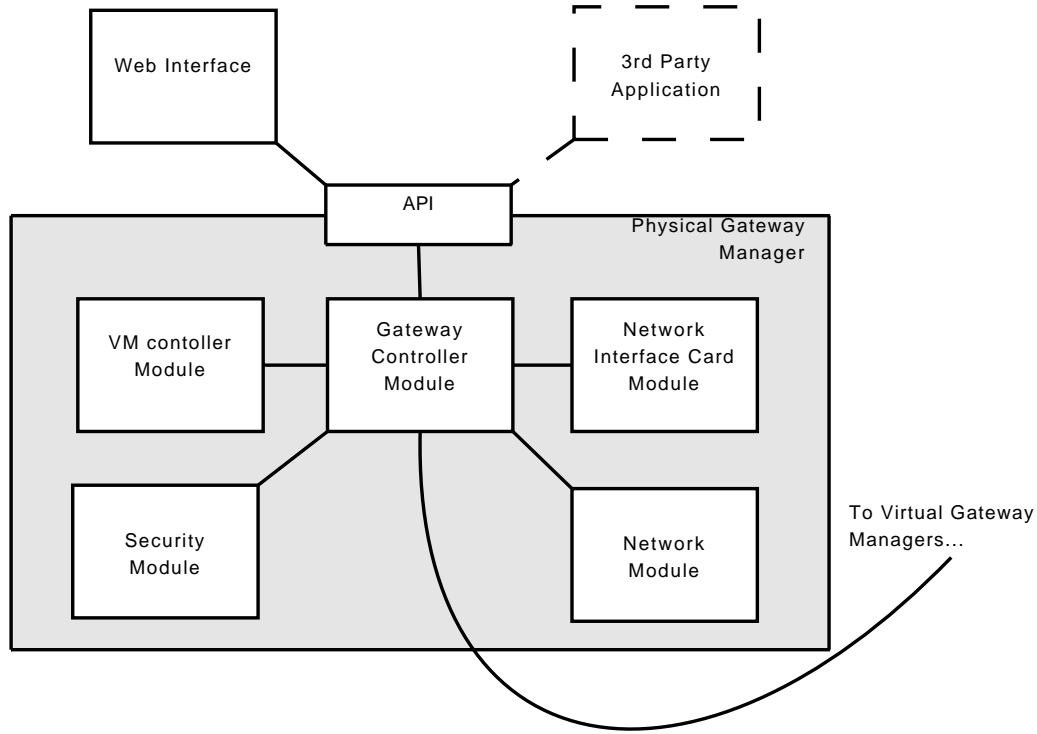 Web Interface
3rd Party
Application
API
Physical Gateway
Manager
VM contoller
Module
Gateway
Controller
Module
Network
Interface Card
Module
Security
Module
Network
Module
To Virtual Gateway
Managers...